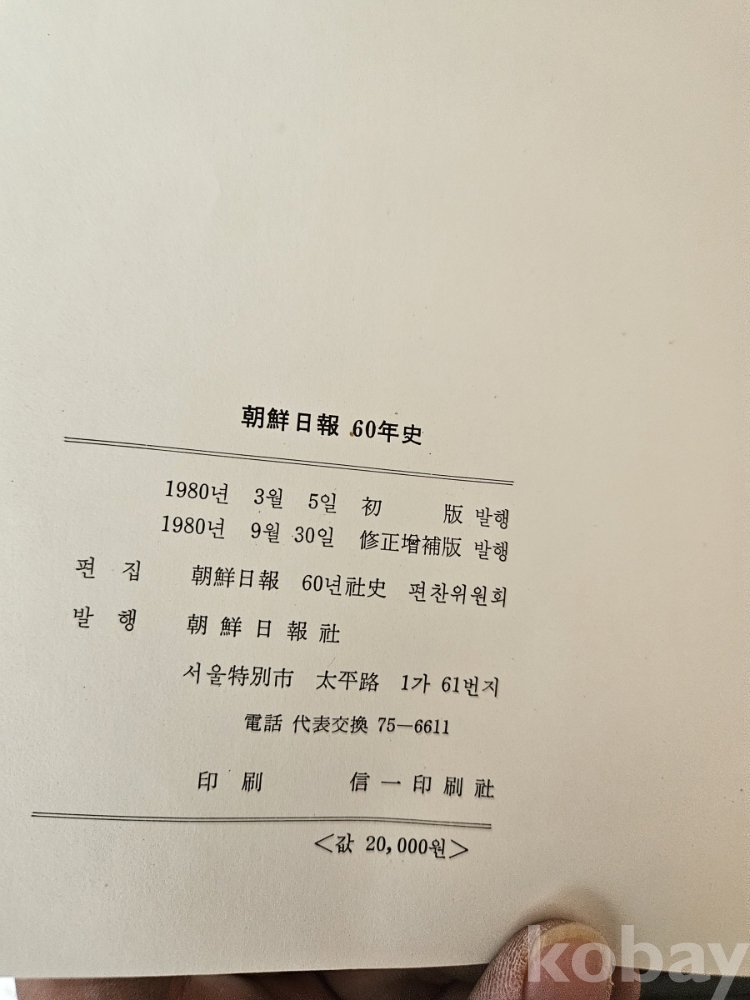 朝鮮日報 60年史
1980년 3월 5일 初 版 발행
1980년 9월 30일 修正增補版 발행
편 집 朝鮮日報 60년社史 편찬위원회
발 행 朝鮮日報社
서울特別市 太平路 1가 61번지
電話 代表交換 75—6611
印 刷 信一印刷社
<값 20,000원>
kobay